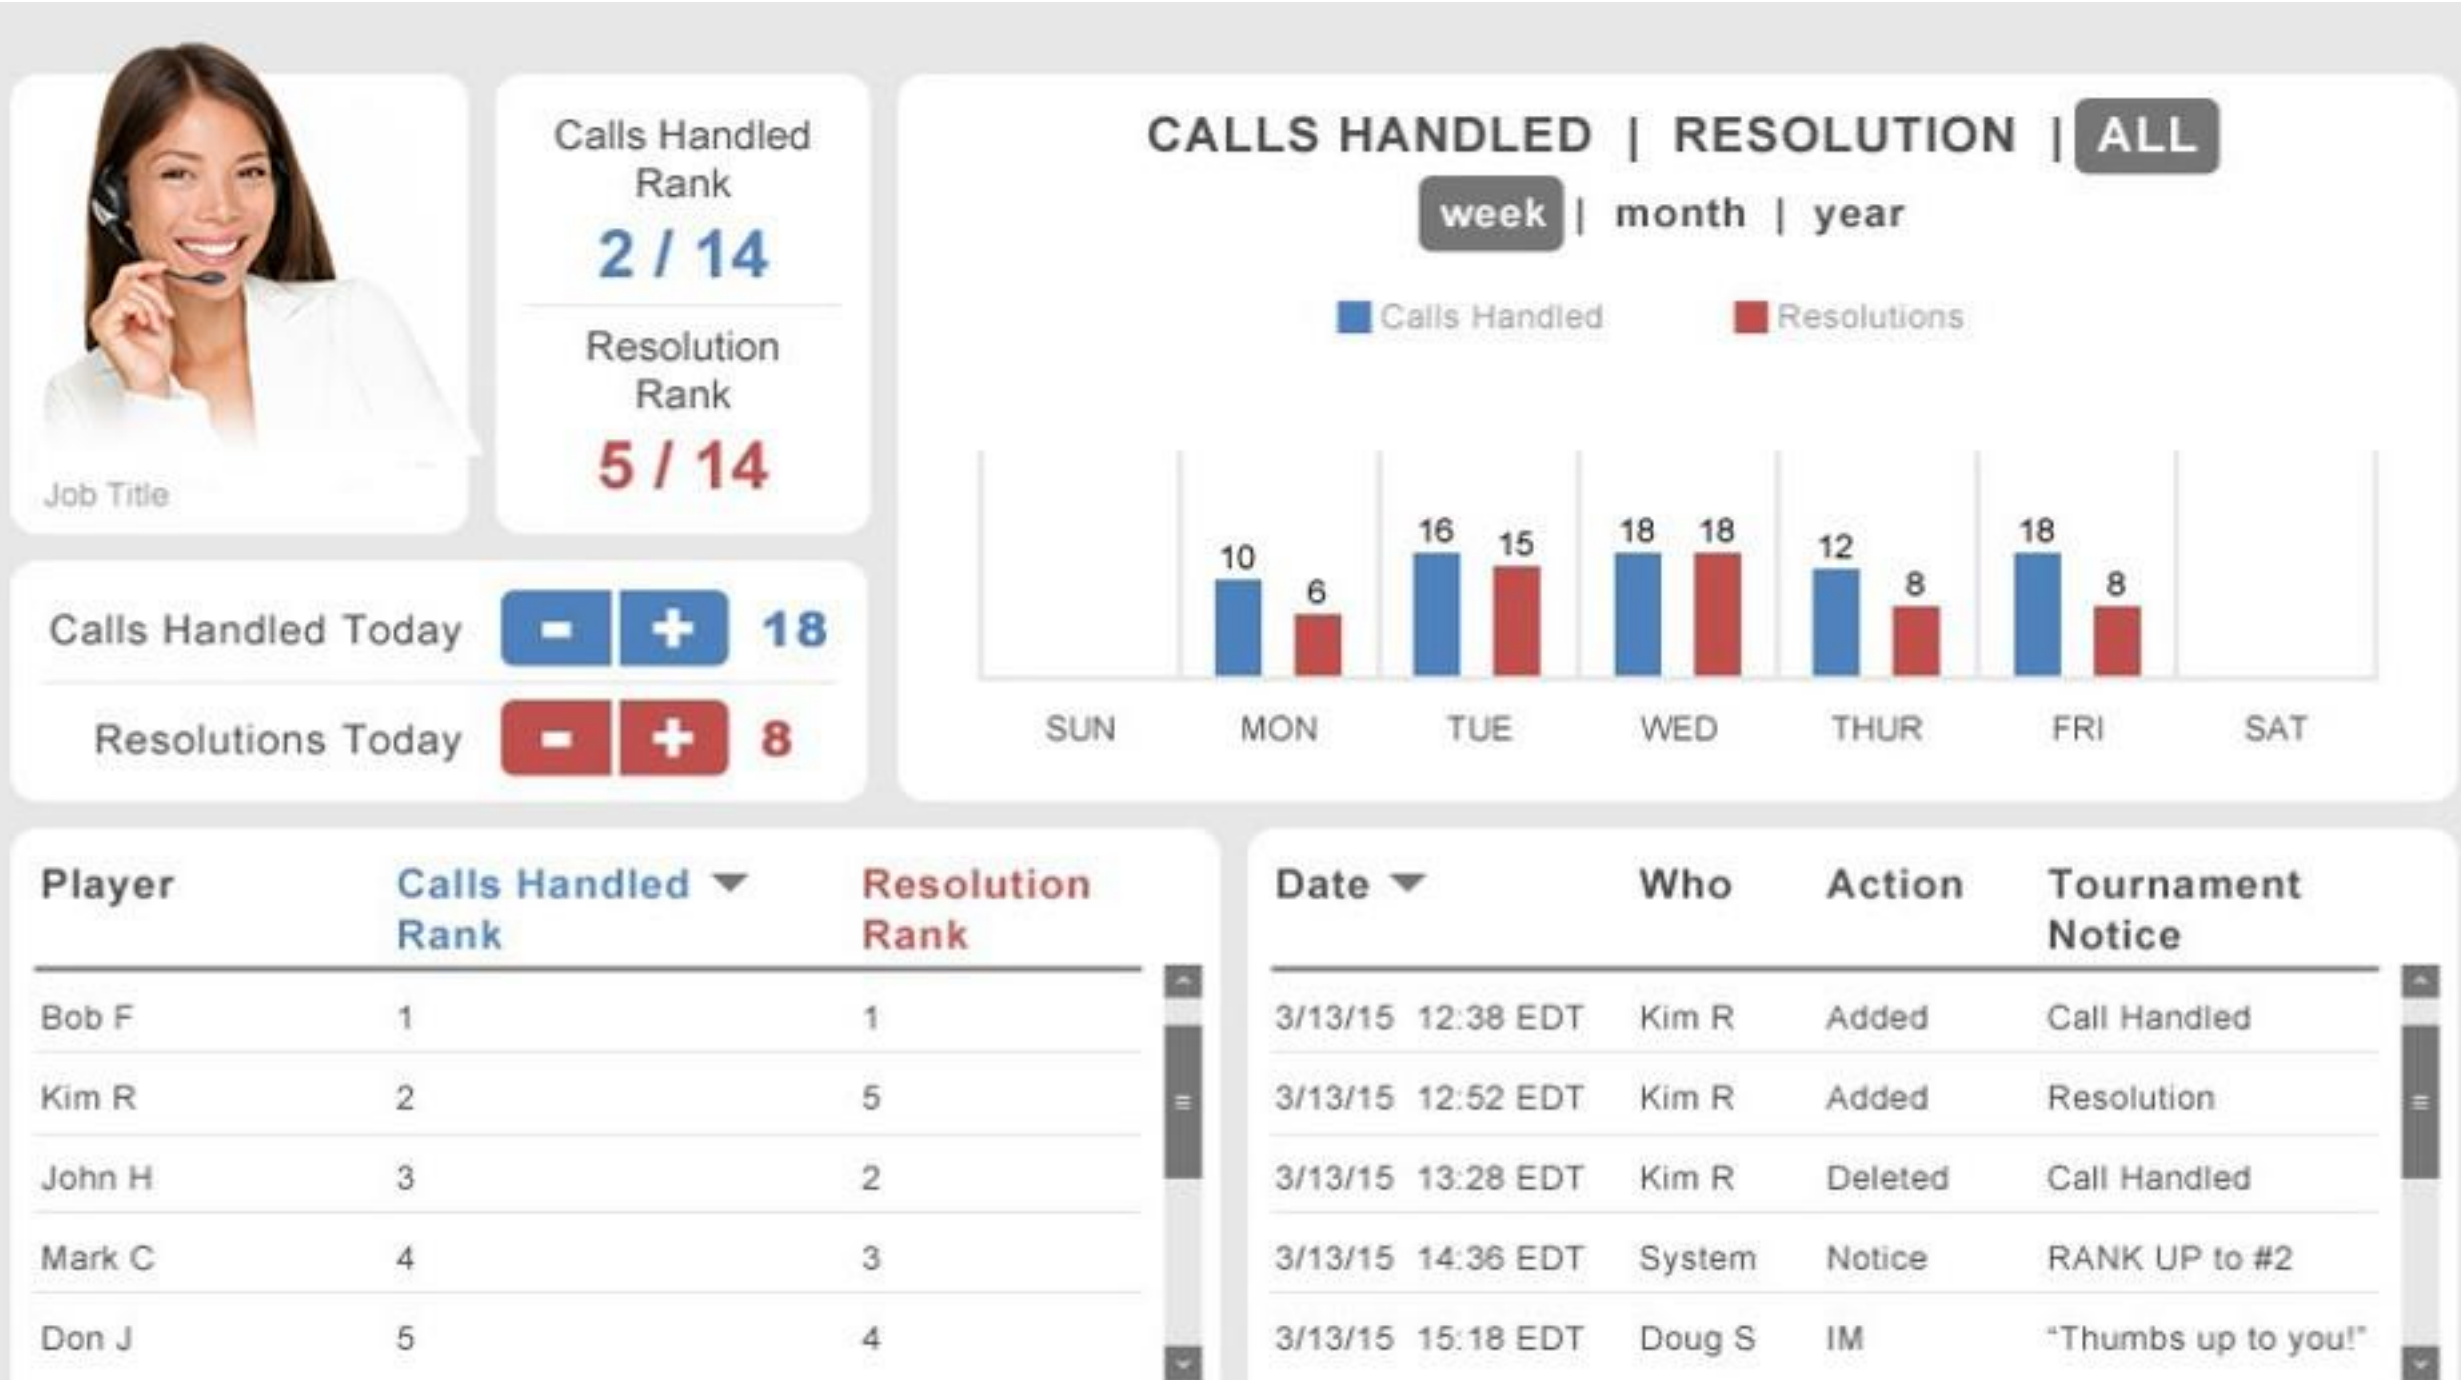 Job Title
Calls Handled
Rank
2 / 14
Resolution
Rank
5 / 14
Calls Handled Today - + 18
Resolutions Today - + 8
CALLS HANDLED | RESOLUTION | ALL
week | month | year
Calls Handled Resolutions
10 6 16 15 18 18 12 8 18 8
SUN MON TUE WED THUR FRI SAT
Player Calls Handled Resolution
Rank Rank
Bob F 1 1
Kim R 2 5
John H 3 2
Mark C 4 3
Don J 5 4
Date Who Action Tournament
Notice
3/13/15 12:38 EDT Kim R Added Call Handled
3/13/15 12:52 EDT Kim R Added Resolution
3/13/15 13:28 EDT Kim R Deleted Call Handled
3/13/15 14:36 EDT System Notice RANK UP to #2
3/13/15 15:18 EDT Doug S IM “Thumbs up to you!”